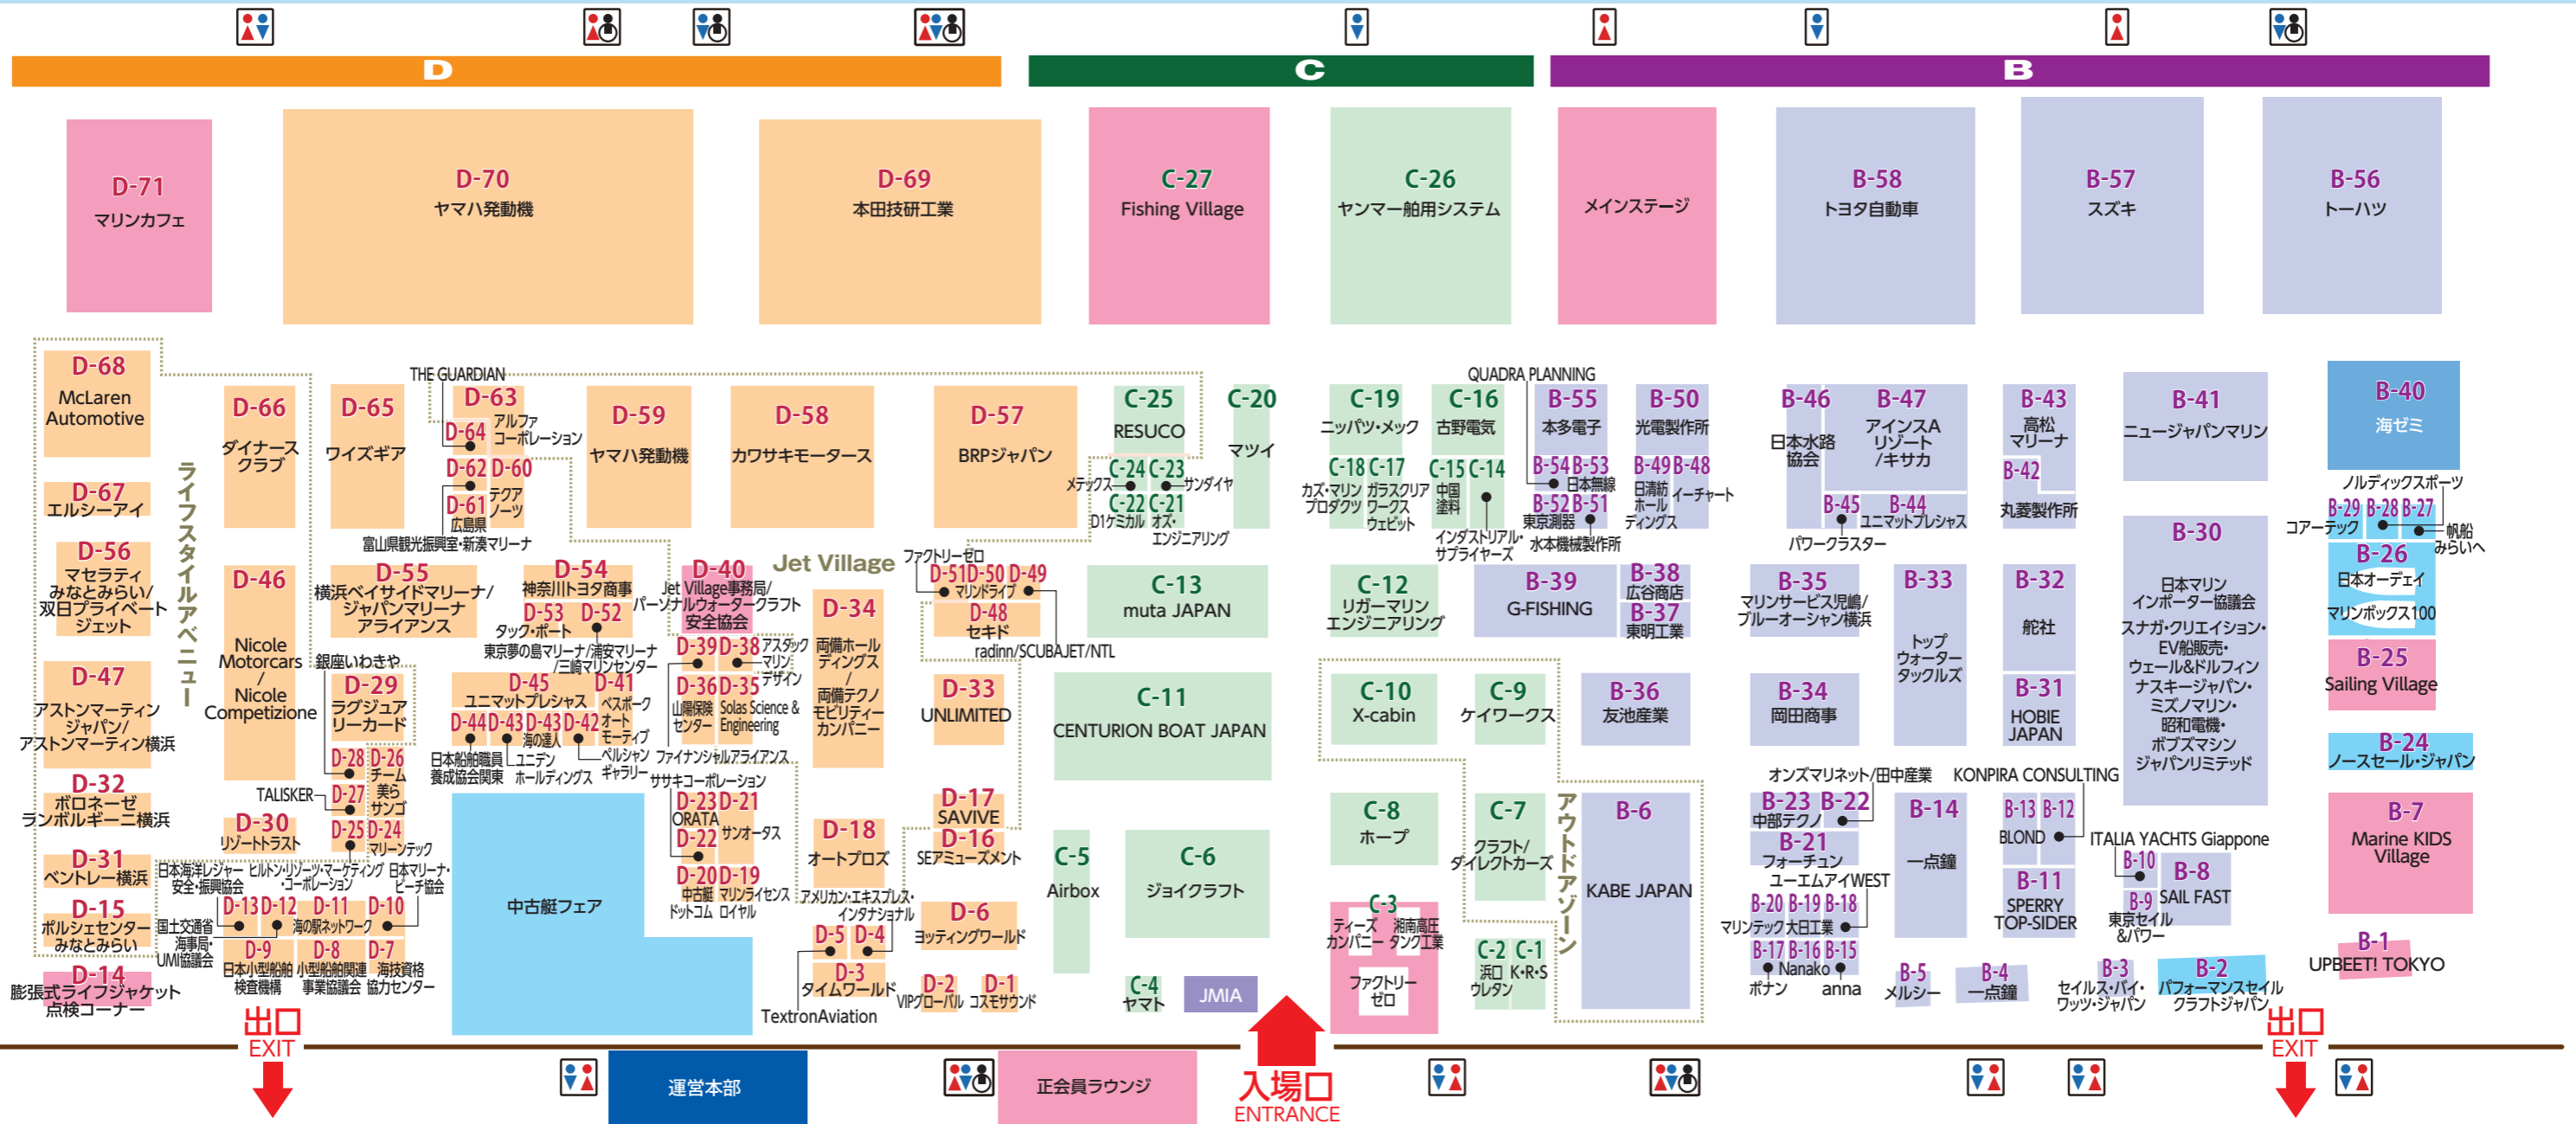 D
C
B
D-71
マリンカフェ
D-70
ヤマハ発動機
D-69
本田技研工業
C-27
Fishing Village
C-26
ヤンマー舶用システム
メインステージ
B-58
トヨタ自動車
B-57
スズキ
B-56
トーハツ
D-68
McLaren
Automotive
D-67
エルシーアイ
D-56
マセラティ
みなとみらい/
双日プライベート
ジェット
D-47
アストンマーティン
ジャパン/
アストンマーティン横浜
D-32
ボロネーゼ
ランボルギーニ横浜
D-31
ベントレー横浜
D-15
ポルシェセンター
みなとみらい
D-14
膨張式ライフジャケット
点検コーナー
ライフスタイルアベニュー
D-66
ダイナース
クラブ
D-46
Nicole
Motorcars
/
Nicole
Competizione
D-30
リゾートトラスト
D-65
ワイズギア
THE GUARDIAN
D-63
アルファ
コーポレーション
D-64
D-62
D-60
テクア
ノーツ
D-61
広島県
富山県観光振興室・新湊マリーナ
D-55
横浜ベイサイドマリーナ/
ジャパンマリーナ
アライアンス
D-54
神奈川トヨタ商事
D-53
D-52
タック・ポート
東京夢の島マリーナ/浦安マリーナ
/三崎マリンセンター
銀座いわきや
D-29
ラグジュア
リーカード
D-28
D-26
チーム
美ら
サンゴ
TALISKER
D-27
D-25
D-24
マリーンテック
D-45
ユニマットプレシャス
D-44
D-43
D-43
海の達人
D-42
D-41
ベスポーク
オート
モーティブ
日本船舶職員
養成協会関東
ユニデン
ホールディングス
ペルシャン
ギャラリー
日本海洋レジャー
安全・振興協会
ヒルトン・リゾーツ・マーケティング
・コーポレーション
日本マリーナ・
ビーチ協会
D-13
D-12
D-11
海の駅ネットワーク
D-10
国土交通省
海事局・
UMI協議会
D-9
日本小型船舶
検査機構
D-8
小型船舶関連
事業協議会
D-7
海技資格
協力センター
中古艇フェア
D-59
ヤマハ発動機
D-58
カワサキモータース
D-57
BRPジャパン
Jet Village
D-40
Jet Village事務局/
パーソナルウォータークラフト
安全協会
D-39
D-38
アスタック
マリン
デザイン
D-36
山陽保険
センター
D-35
Solas Science &
Engineering
ファイナンシャルアライアンス
ササキコーポレーション
D-23
ORATA
D-21
サンオータス
D-22
D-20
中古艇
ドットコム
D-19
マリンライセンス
ロイヤル
D-34
両備ホール
ディングス
/
両備テクノ
モビリティー
カンパニー
D-18
オートプロズ
アメリカン・エキスプレス・
インタナショナル
D-5
D-4
D-3
タイムワールド
TextronAviation
ファクトリーゼロ
D-51
D-50
D-49
マリンドライブ
D-48
セキド
radinn/SCUBAJET/NTL
D-33
UNLIMITED
D-17
SAVIVE
D-16
SEアミューズメント
D-6
ヨッティングワールド
D-2
VIPグローバル
D-1
コスモサウンド
C-25
RESUCO
C-24
C-23
メテックス
サンダイヤ
C-22
D1ケミカル
C-21
オズ・
エンジニアリング
C-20
マツイ
C-13
muta JAPAN
C-11
CENTURION BOAT JAPAN
C-5
Airbox
C-6
ジョイクラフト
C-4
ヤマト
JMIA
C-19
ニッパツ・メック
C-18
カズ・マリン
プロダクツ
C-17
ガラスクリア
ワークス
ウェビット
C-16
古野電気
C-15
中国
塗料
C-14
インダストリアル・
サプライヤーズ
C-12
リガーマリン
エンジニアリング
C-10
X-cabin
C-9
ケイワークス
C-8
ホープ
C-7
クラフト/
ダイレクトカーズ
C-3
ティーズ
カンパニー
湘南高圧
タンク工業
ファクトリー
ゼロ
C-2
浜口
ウレタン
C-1
K・R・S
アウトドアゾーン
QUADRA PLANNING
B-55
本多電子
B-54
B-53
日本無線
B-52
東京測器
B-51
水本機械製作所
B-50
光電製作所
B-49
日清紡
ホール
ディングス
B-48
イーチャート
B-39
G-FISHING
B-38
広谷商店
B-37
東明工業
B-36
友池産業
B-6
KABE JAPAN
B-46
日本水路
協会
B-47
アインスA
リゾート
/キサカ
B-45
B-44
ユニマットプレシャス
パワークラスター
B-35
マリンサービス児嶋/
ブルーオーシャン横浜
B-34
岡田商事
オンズマリネット/田中産業
B-23
中部テクノ
B-22
B-21
フォーチュン
ユーエムアイWEST
B-20
マリンテック
B-19
大日工業
B-18
B-17
B-16
Nanako
B-15
ボナン
anna
B-33
トップ
ウォーター
タックルズ
B-14
一点鐘
B-5
メルシー
B-4
一点鐘
B-43
高松
マリーナ
B-42
丸菱製作所
B-32
舵社
B-31
HOBIE
JAPAN
KONPIRA CONSULTING
B-13
BLOND
B-12
B-11
SPERRY
TOP-SIDER
B-41
ニュージャパンマリン
B-30
日本マリン
インポーター協議会
スナガ・クリエイション・
EV船販売・
ウェール&ドルフィン
ナスキージャパン・
ミズノマリン・
昭和電機・
ボブズマシン
ジャパンリミテッド
ITALIA YACHTS Giappone
B-10
B-9
東京セイル
&パワー
B-8
SAIL FAST
B-3
セイルス・バイ・
ワッツ・ジャパン
B-2
パフォーマンスセイル
クラフトジャパン
B-40
海ゼミ
ノルディックスポーツ
B-29
コアーテック
B-28
B-27
帆船
みらいへ
B-26
日本オーデェイ
マリンボックス100
B-25
Sailing Village
B-24
ノースセール・ジャパン
B-7
Marine KIDS
Village
B-1
UPBEET! TOKYO
出口
EXIT
運営本部
正会員ラウンジ
入場口
ENTRANCE
出口
EXIT